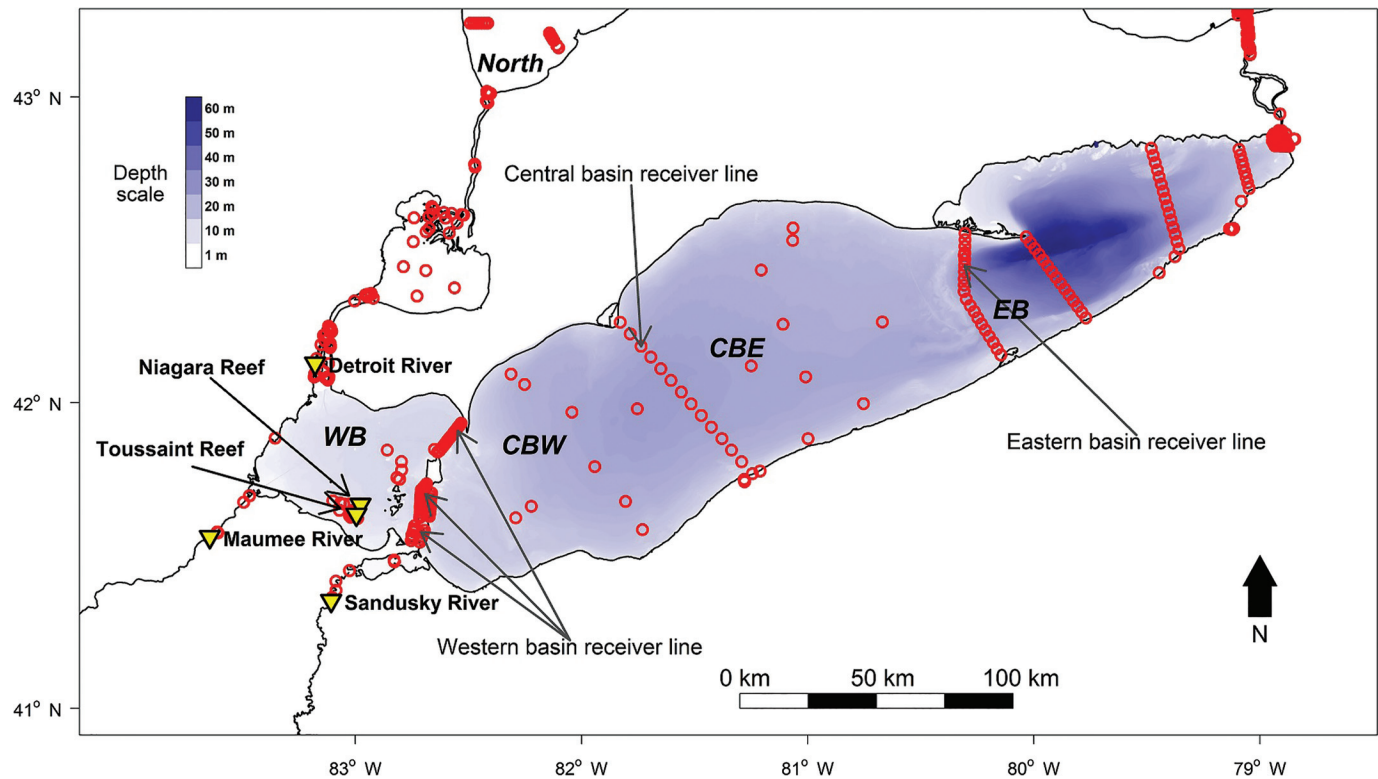 North
43° N
60 m
50 m
40 m
30 m
20 m
10 m
1 m
Depth
scale
Central basin receiver line
EB
CBE
Niagara Reef
Detroit River
42° N
WB
CBW
Toussaint Reef
Eastern basin receiver line
Maumee River
Sandusky River
Western basin receiver line
N
0 km
50 km
100 km
41° N
83° W
82° W
81° W
80° W
79° W